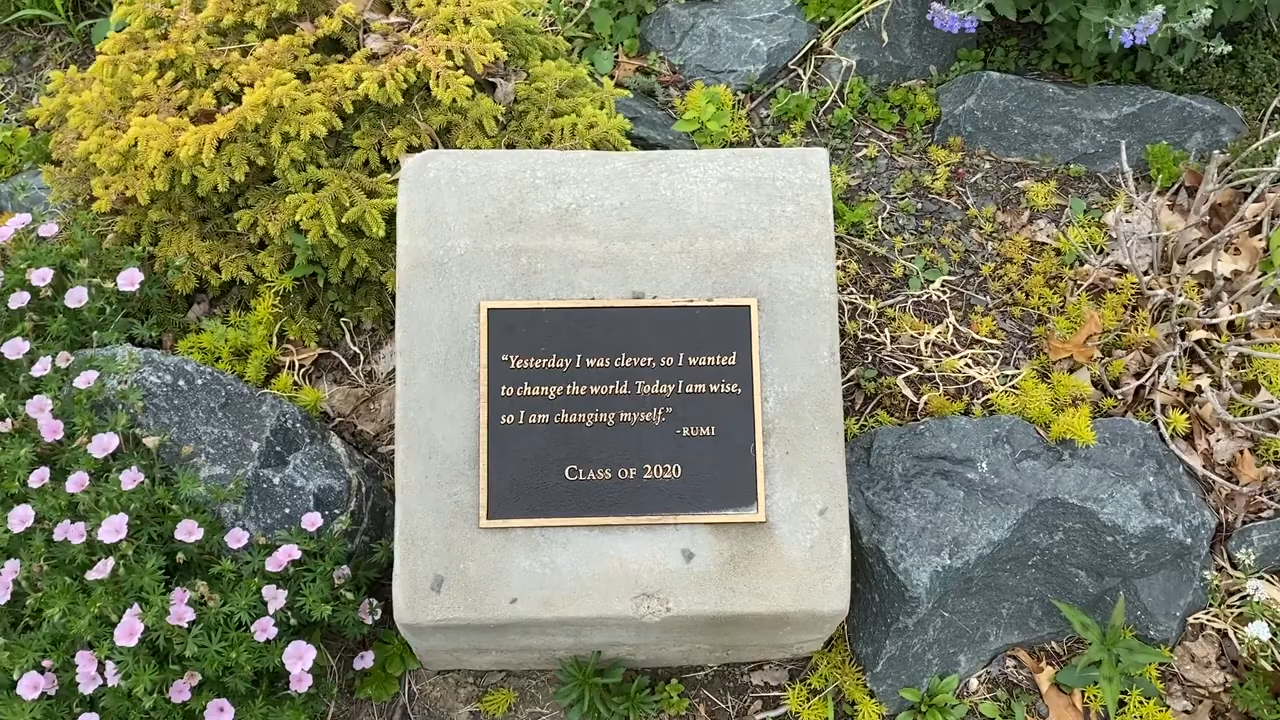 “Yesterday I was clever, so I wanted
to change the world. Today I am wise,
so I am changing myself.”
-RUMI
CLASS OF 2020